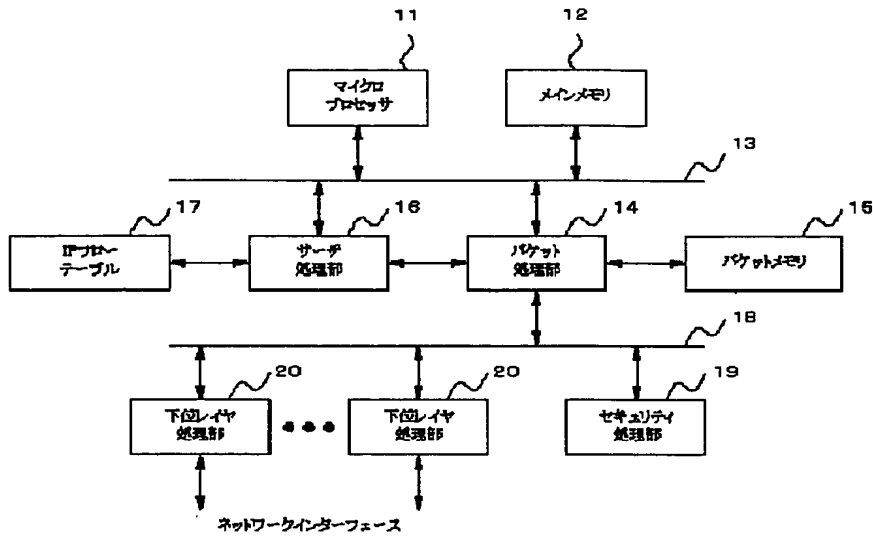 11
12
マイクロ
プロセッサ
メインメモリ
13
17
16
14
15
IPフロー
テーブル
サーチ
処理部
パケット
処理部
パケットメモリ
18
20
20
19
下位レイヤ
処理部
下位レイヤ
処理部
セキュリティ
処理部
ネットワークインターフェース